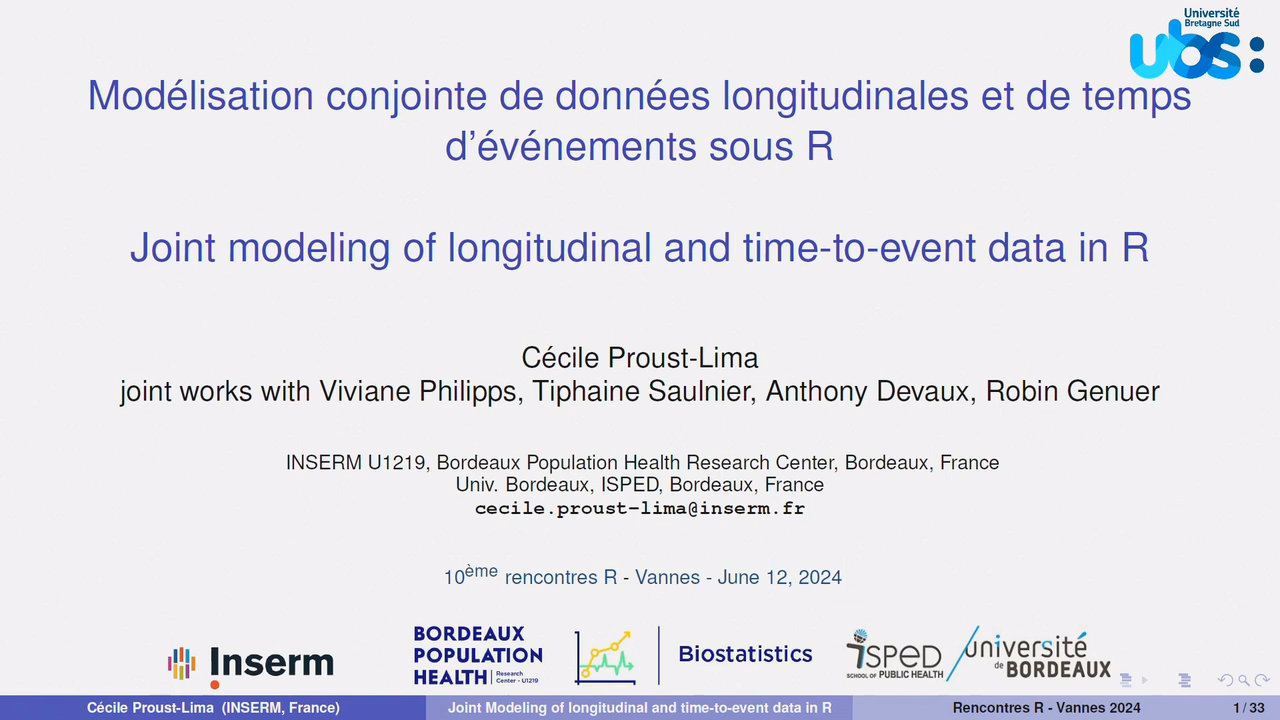 Université
Bretagne Sud
ubs:
Modélisation conjointe de données longitudinales et de temps
d'événements sous R
Joint modeling of longitudinal and time-to-event data in R
Cécile Proust-Lima
joint works with Viviane Philipps, Tiphaine Saulnier, Anthony Devaux, Robin Genuer
INSERM U1219, Bordeaux Population Health Research Center, Bordeaux, France
Univ. Bordeaux, ISPED, Bordeaux, France
cecile.proust-lima@inserm.fr
10ème rencontres R - Vannes - June 12, 2024
Inserm
BORDEAUX
POPULATION
HEALTH
Research
Center - U1219
Biostatistics
ISPED
SCHOOL OF PUBLIC HEALTH
université
de BORDEAUX
Cécile Proust-Lima (INSERM, France)
Joint Modeling of longitudinal and time-to-event data in R
Rencontres R - Vannes 2024
1 / 33